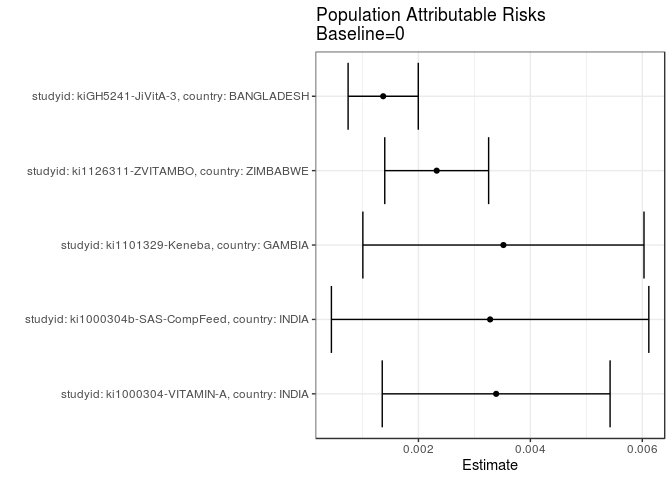 Population Attributable Risks
Baseline=0
studyid: kiGH5241-JiVitA-3, country: BANGLADESH
studyid: ki1126311-ZVITAMBO, country: ZIMBABWE
studyid: ki1101329-Keneba, country: GAMBIA
studyid: ki1000304b-SAS-CompFeed, country: INDIA
studyid: ki1000304-VITAMIN-A, country: INDIA
0.002 0.004 0.006
Estimate